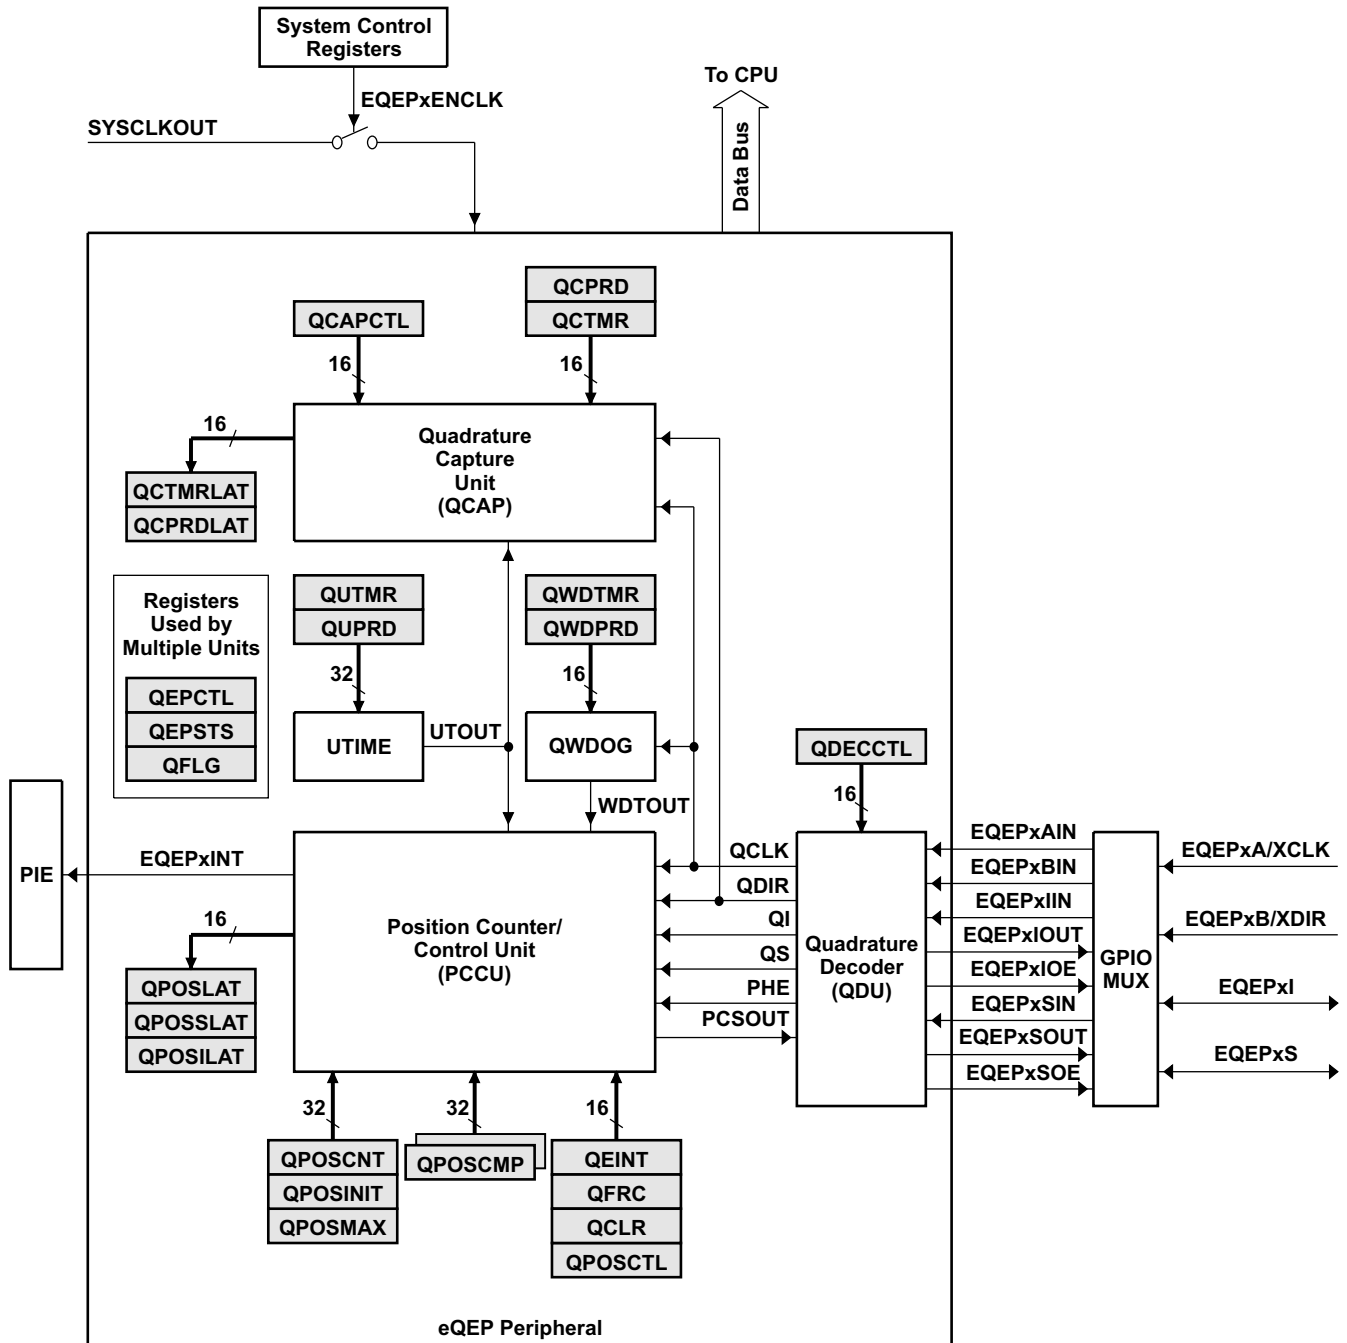 System Control
Registers
To CPU
EQEPxENCLK
SYSCLKOUT
Data Bus
QCPRD
QCAPCTL
QCTMR
16
16
16
Quadrature
Capture
Unit
(QCAP)
QCTMRLAT
QCPRDLAT
Registers
Used by
Multiple Units
QEPCTL
QEPSTS
QFLG
QUTMR
QUPRD
QWDTMR
QWDPRD
32
16
UTIME
UTOUT
QWDOG
QDECCTL
WDTOUT
16
PIE
EQEPxINT
16
Position Counter/
Control Unit
(PCCU)
QCLK
QDIR
QI
QS
PHE
PCSOUT
Quadrature
Decoder
(QDU)
EQEPxAIN
EQEPxBIN
EQEPxIIN
EQEPxIOUT
EQEPxIOE
EQEPxSIN
EQEPxSOUT
EQEPxSOE
GPIO
MUX
EQEPxA/XCLK
EQEPxB/XDIR
EQEPxI
EQEPxS
QPOSLAT
QPOSSLAT
QPOSILAT
32
32
16
QPOSCNT
QPOSINIT
QPOSMAX
QPOSCMP
QEINT
QFRC
QCLR
QPOSCTL
eQEP Peripheral